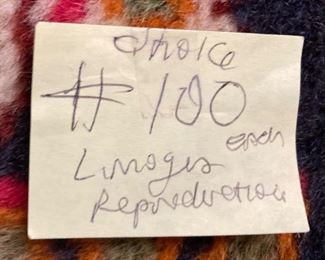 Choice
$100
each
Limoges
Reproduction